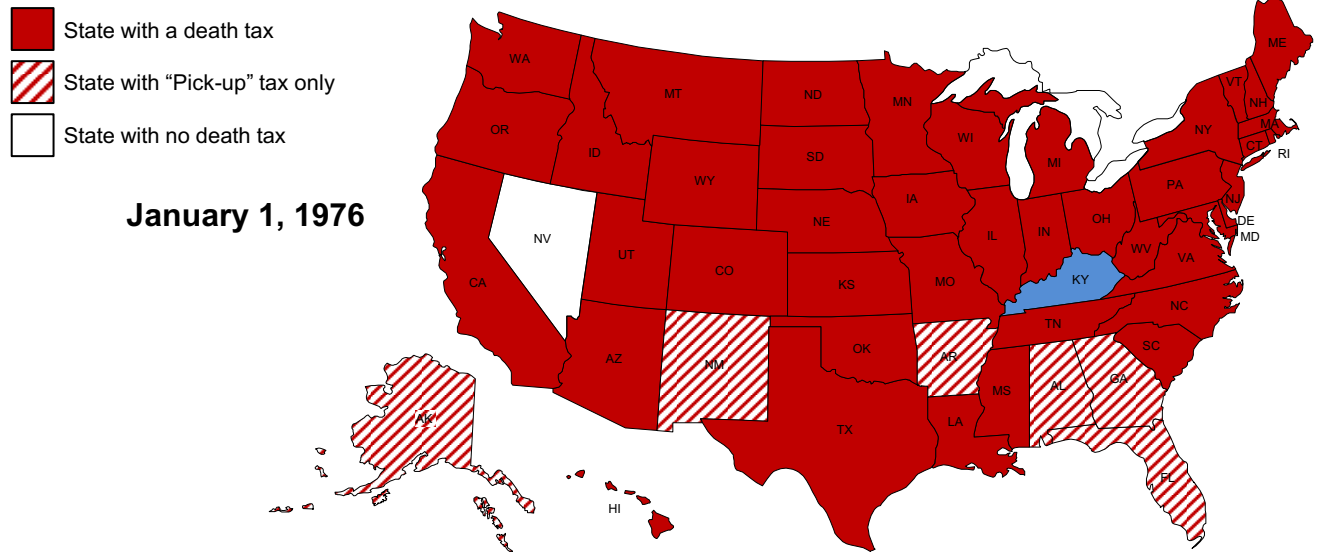 State with a death tax
State with “Pick-up” tax only
State with no death tax
January 1, 1976
WA
OR
CA
NV
ID
MT
WY
UT
AZ
CO
NM
ND
SD
NE
KS
OK
TX
MN
IA
MO
AR
LA
WI
IL
MS
MI
IN
OH
KY
TN
AL
GA
FL
SC
NC
VA
WV
PA
NY
VT
NH
ME
MA
CT
RI
NJ
DE
MD
AK
HI